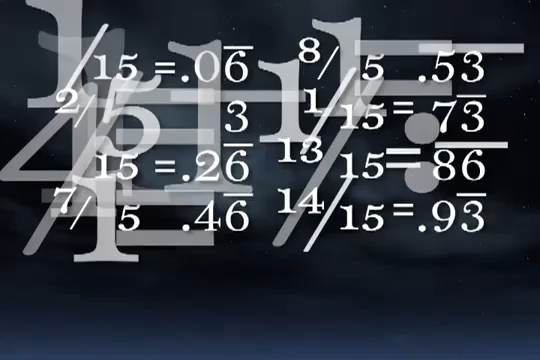 /15 =.06̅ 8/ 5 .53
2/ 5 3̅ 1/15= 73̅
15 =.26̅ 13 15= 86̅
7/ 5 .46̅ 14/15=.93̅